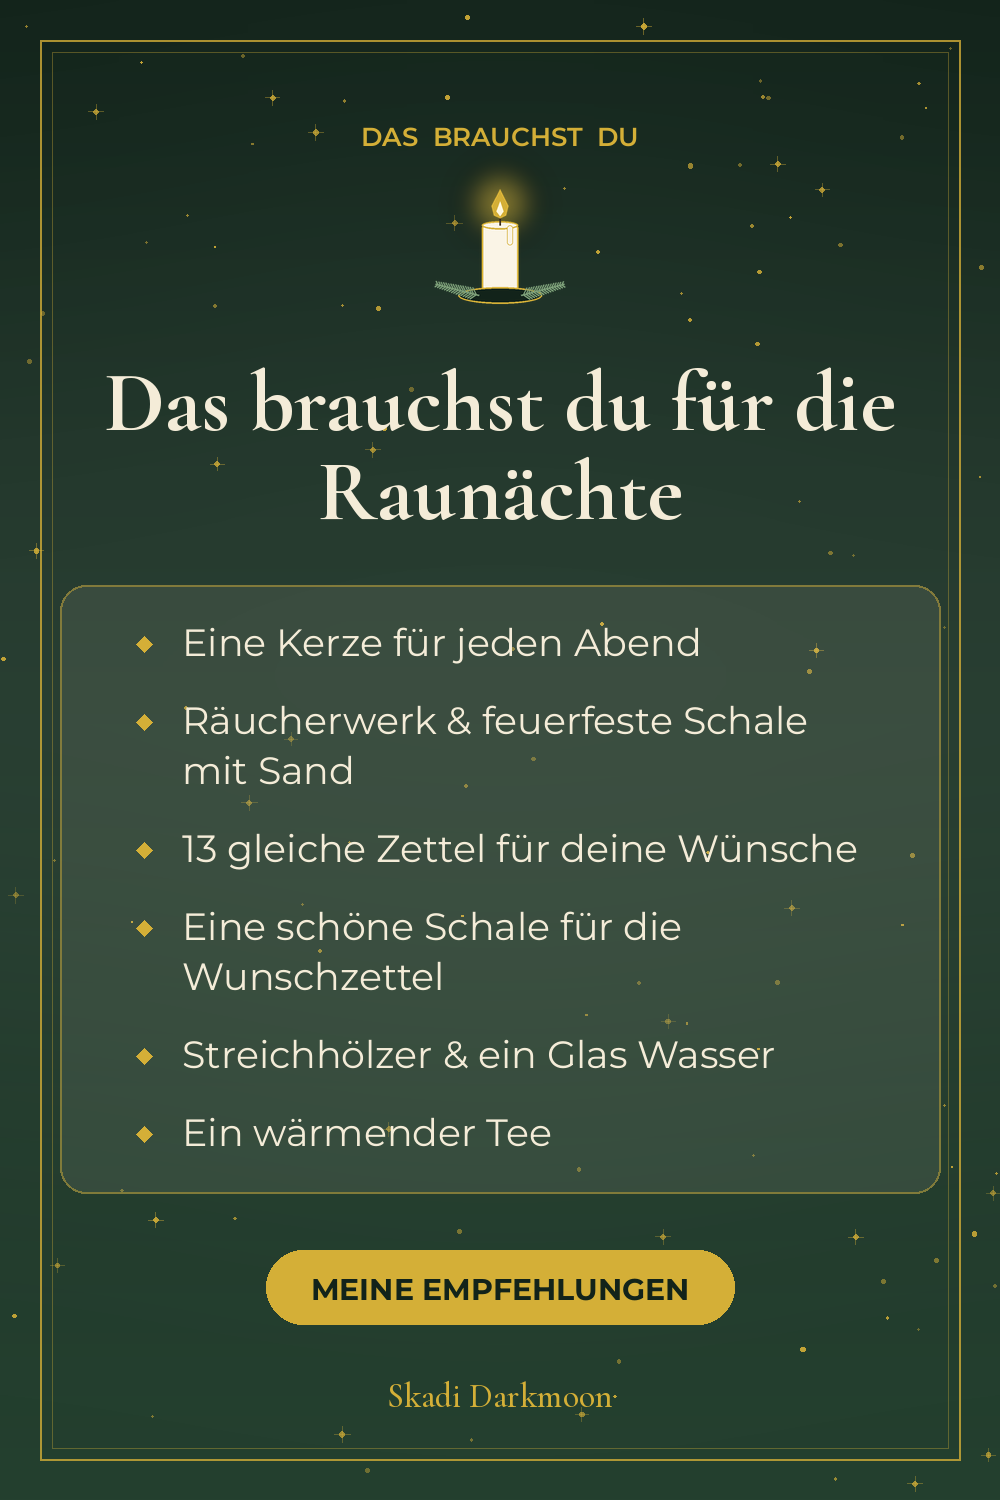 DAS BRAUCHST DU
Das brauchst du für die
Raunächte
Eine Kerze für jeden Abend
Räucherwerk & feuerfeste Schale
mit Sand
13 gleiche Zettel für deine Wünsche
Eine schöne Schale für die
Wunschzettel
Streichhölzer & ein Glas Wasser
Ein wärmender Tee
MEINE EMPFEHLUNGEN
Skadi Darkmoon